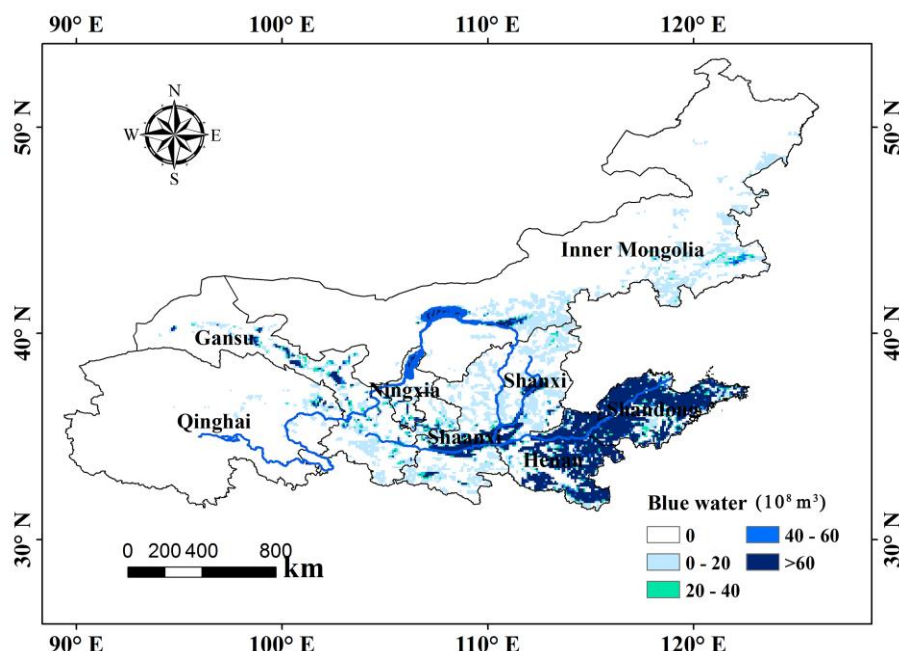 90° E 100° E 110° E 120° E
50° N
40° N
30° N
N
W E
S
50° N
40° N
30° N
Inner Mongolia
Gansu
Ningxia
Shanxi
Qinghai
Shaanxi
Shandong
Henan
Blue water (10⁸ m³)
0 40 - 60
0 - 20 >60
20 - 40
0 200 400 800
km
90° E 100° E 110° E 120° E